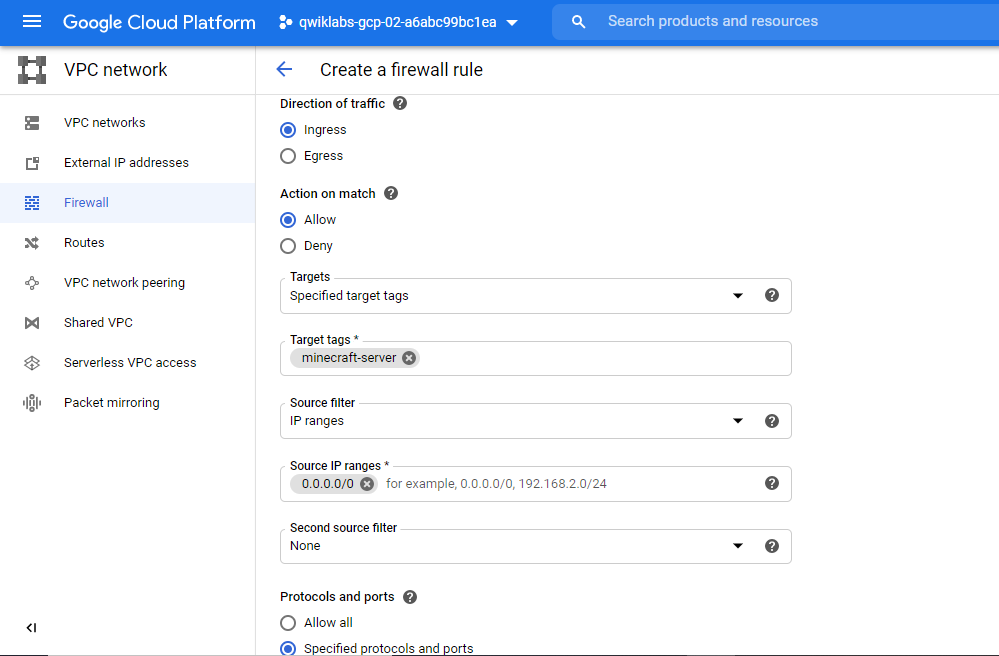 Google Cloud Platform
qwiklabs-gcp-02-a6abc99bc1ea
Search products and resources
VPC network
Create a firewall rule
VPC networks
External IP addresses
Firewall
Routes
VPC network peering
Shared VPC
Serverless VPC access
Packet mirroring
Direction of traffic
Ingress
Egress
Action on match
Allow
Deny
Targets
Specified target tags
Target tags *
minecraft-server
Source filter
IP ranges
Source IP ranges *
0.0.0.0/0 for example, 0.0.0.0/0, 192.168.2.0/24
Second source filter
None
Protocols and ports
Allow all
Specified protocols and ports